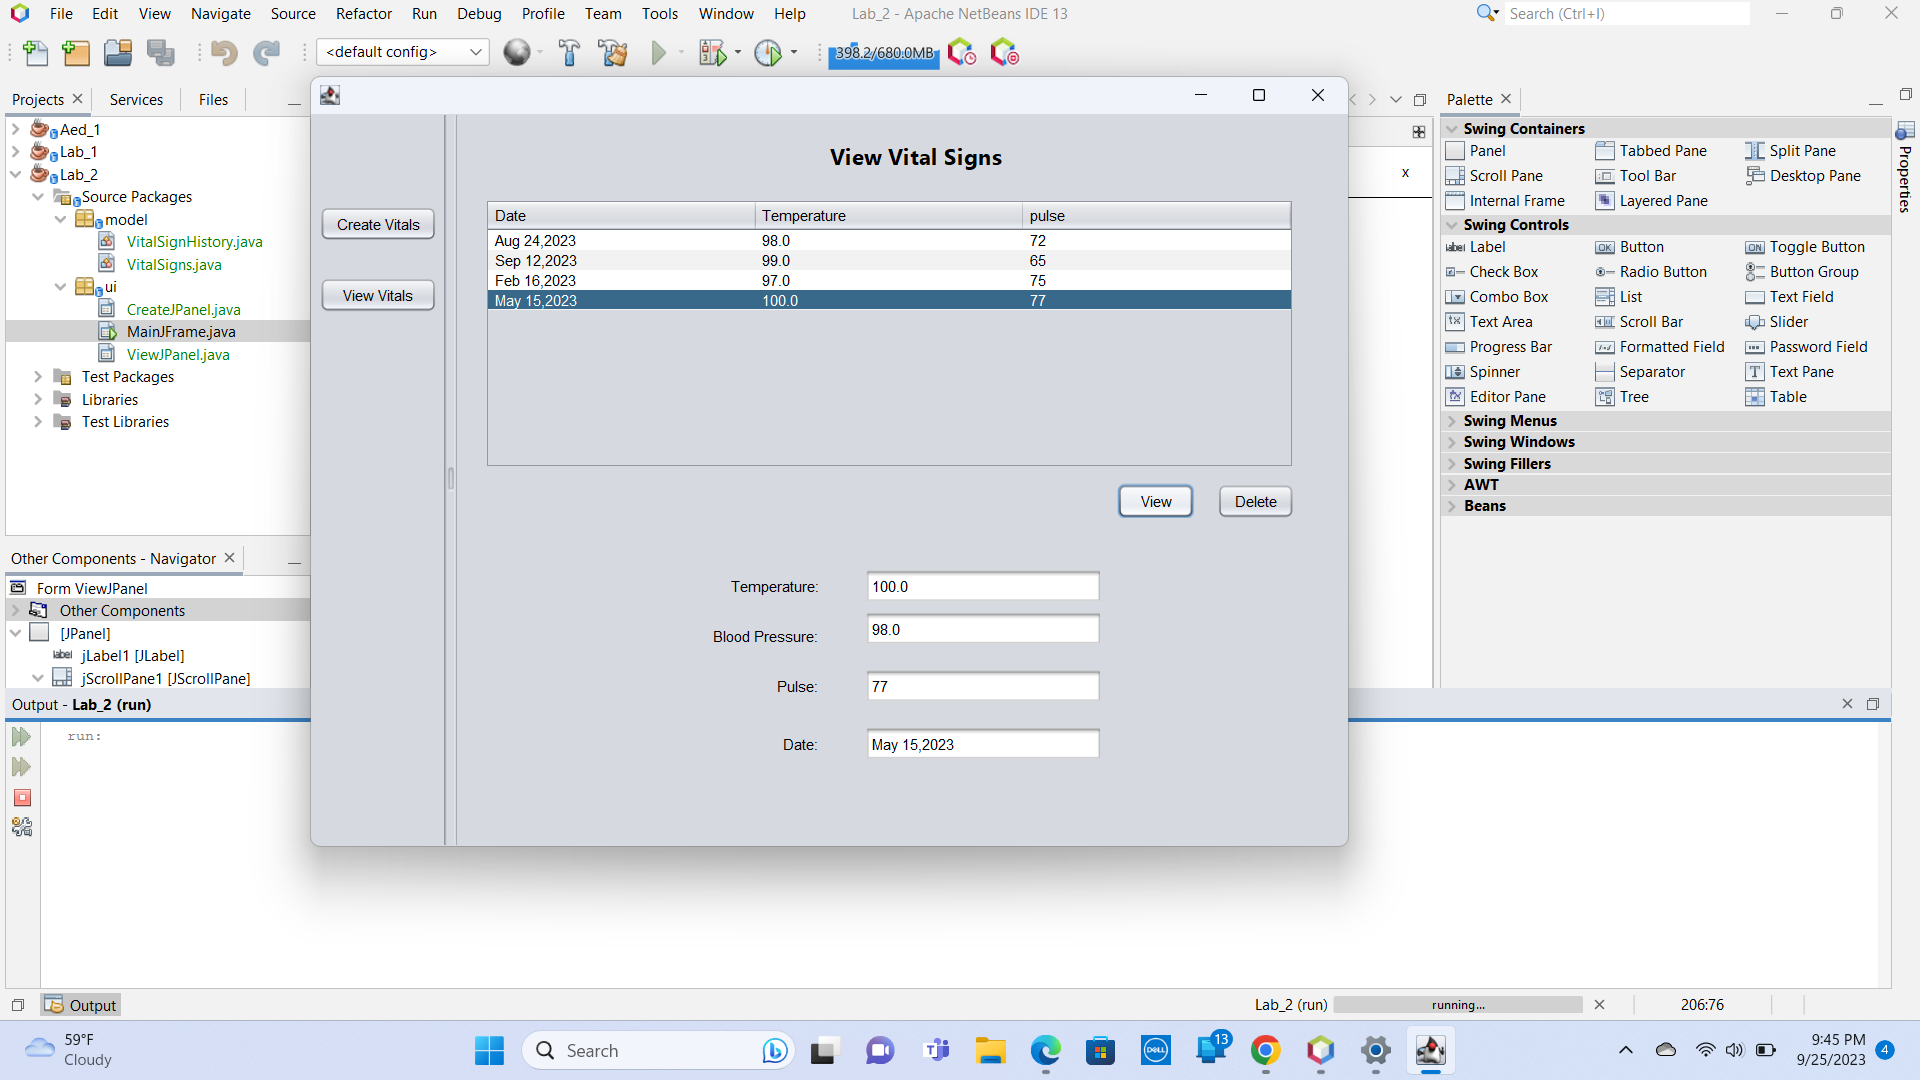 File Edit View Navigate Source Refactor Run Debug Profile Team Tools Window Help Lab_2 - Apache NetBeans IDE 13 Search (Ctrl+I)
<default config> 398.2/680.0MB
Projects Services Files
Aed_1
Lab_1
Lab_2
Source Packages
model
VitalSignHistory.java
VitalSigns.java
ui
CreateJPanel.java
MainJFrame.java
ViewJPanel.java
Test Packages
Libraries
Test Libraries
Other Components - Navigator
Form ViewJPanel
Other Components
[JPanel]
jLabel1 [JLabel]
jScrollPane1 [JScrollPane]
Create Vitals
View Vitals
View Vital Signs
Date Temperature pulse
Aug 24,2023 98.0 72
Sep 12,2023 99.0 65
Feb 16,2023 97.0 75
May 15,2023 100.0 77
View Delete
Temperature: 100.0
Blood Pressure: 98.0
Pulse: 77
Date: May 15,2023
x
Palette
Swing Containers
Panel Tabbed Pane Split Pane
Scroll Pane Tool Bar Desktop Pane
Internal Frame Layered Pane
Swing Controls
label Label OK Button ON Toggle Button
Check Box Radio Button Button Group
Combo Box List Text Field
Text Area Scroll Bar Slider
Progress Bar Formatted Field Password Field
Spinner Separator Text Pane
Editor Pane Tree Table
Swing Menus
Swing Windows
Swing Fillers
AWT
Beans
Properties
Output - Lab_2 (run)
run:
Output Lab_2 (run) running... 206:76
59°F
Cloudy
Search
DELL
13
9:45 PM
9/25/2023
4